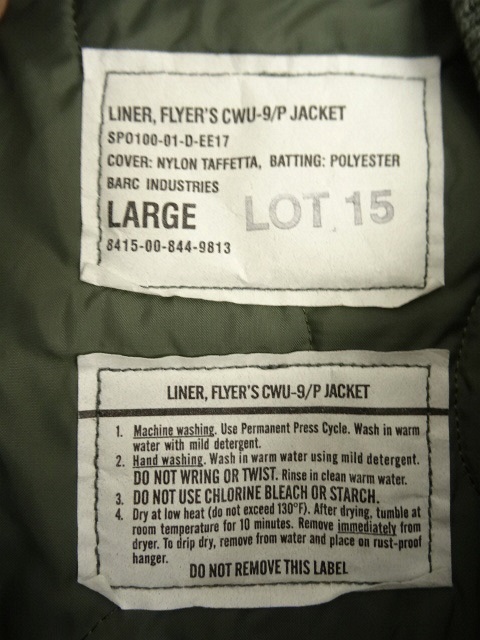 LINER, FLYER'S CWU-9/P JACKET
SPO100-01-D-EE17
COVER: NYLON TAFFETTA, BATTING: POLYESTER
BARC INDUSTRIES
LARGE LOT 15
8415-00-844-9813
LINER, FLYER'S CWU-9/P JACKET
1. Machine washing. Use Permanent Press Cycle. Wash in warm
water with mild detergent.
2. Hand washing. Wash in warm water using mild detergent.
DO NOT WRING OR TWIST. Rinse in clean warm water.
3. DO NOT USE CHLORINE BLEACH OR STARCH.
4. Dry at low heat (do not exceed 130°F). After drying, tumble at
room temperature for 10 minutes. Remove immediately from
dryer. To drip dry, remove from water and place on rust-proof
hanger.
DO NOT REMOVE THIS LABEL